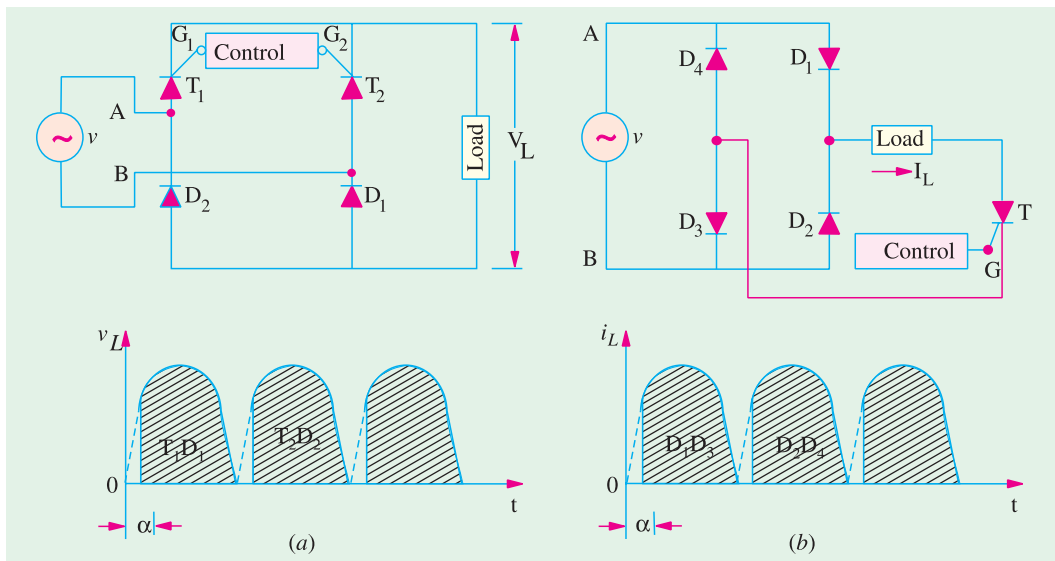 G1 Control G2
T1
T2
A
v
B
D2
D1
Load
VL
A
D4
D1
Load
IL
T
D3
D2
Control
G
B
vL
T1D1
T2D2
0
t
α
(a)
iL
D1D3
D2D4
0
t
α
(b)